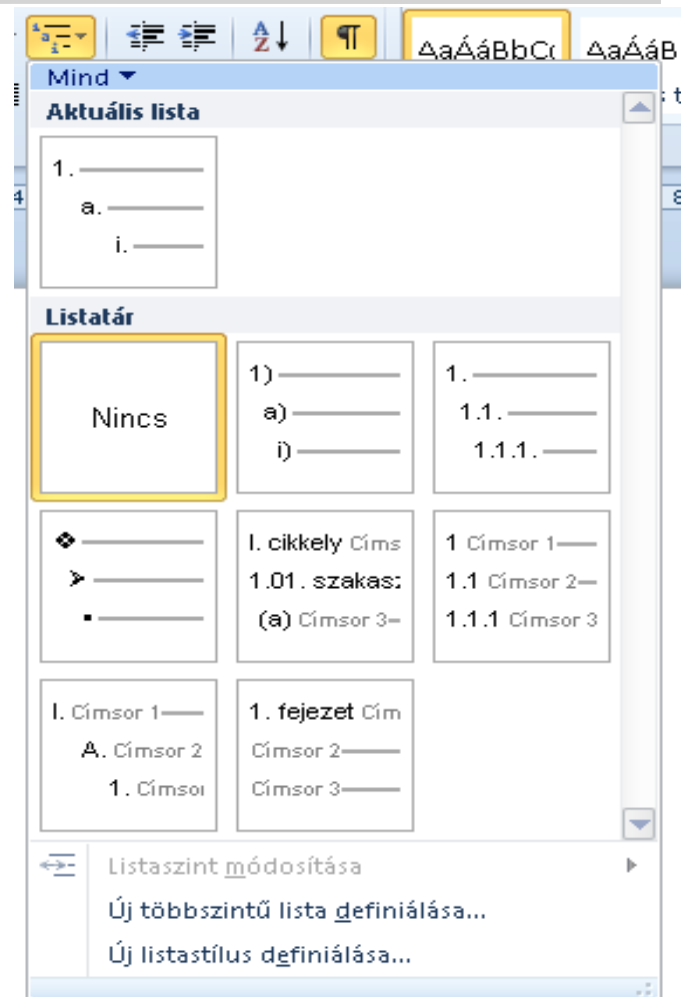 AaÁáBbCc AaÁáB
Mind
Aktuális lista
1.
a.
i.
Listatár
Nincs
1)
a)
i)
1.
1.1.
1.1.1.
I. cikkely Címs
1.01. szakasz
(a) Címsor 3
1 Címsor 1
1.1 Címsor 2
1.1.1 Címsor 3
I. Címsor 1
A. Címsor 2
1. Címsor
1. fejezet Cím
Címsor 2
Címsor 3
Listaszint módosítása
Új többszintű lista definiálása...
Új listastílus definiálása...